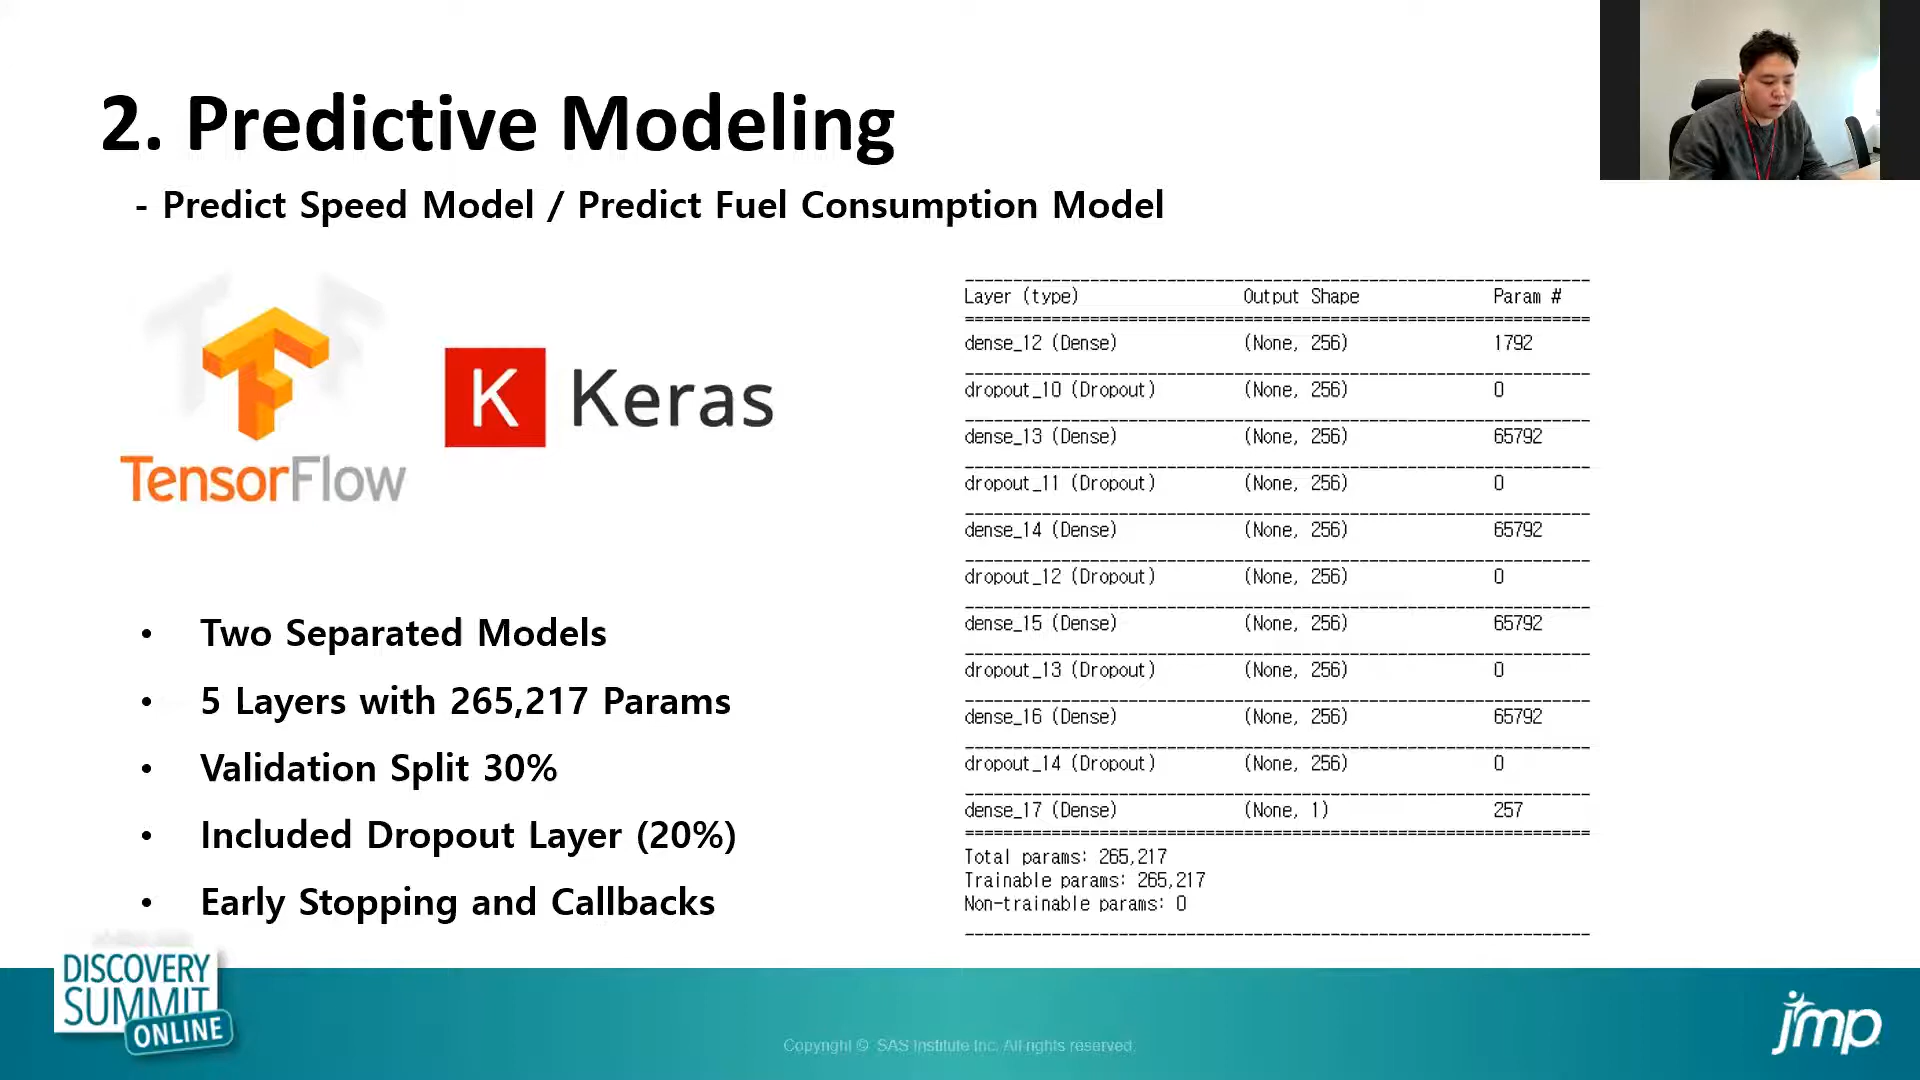 2. Predictive Modeling
- Predict Speed Model / Predict Fuel Consumption Model
TensorFlow
K Keras
• Two Separated Models
• 5 Layers with 265,217 Params
• Validation Split 30%
• Included Dropout Layer (20%)
• Early Stopping and Callbacks
Layer (type) Output Shape Param #
dense_12 (Dense) (None, 256) 1792
dropout_10 (Dropout) (None, 256) 0
dense_13 (Dense) (None, 256) 65792
dropout_11 (Dropout) (None, 256) 0
dense_14 (Dense) (None, 256) 65792
dropout_12 (Dropout) (None, 256) 0
dense_15 (Dense) (None, 256) 65792
dropout_13 (Dropout) (None, 256) 0
dense_16 (Dense) (None, 256) 65792
dropout_14 (Dropout) (None, 256) 0
dense_17 (Dense) (None, 1) 257
Total params: 265,217
Trainable params: 265,217
Non-trainable params: 0
DISCOVERY
SUMMIT
ONLINE
Copyright © SAS Institute Inc. All rights reserved.
jmp